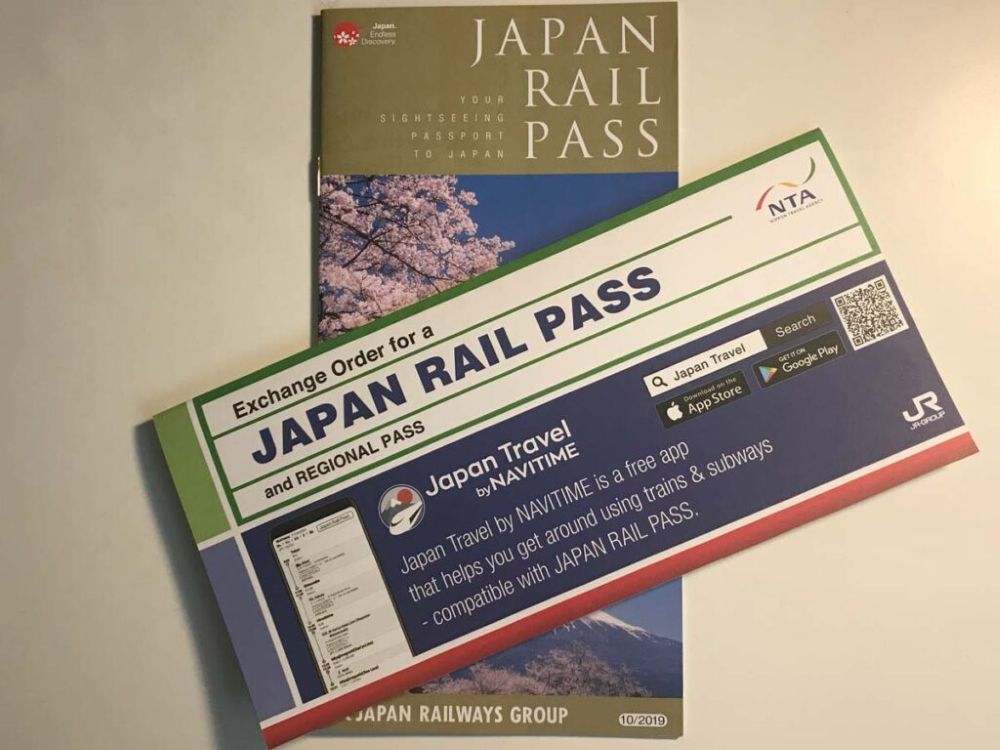 Japan.
Endless
Discovery.
JAPAN
RAIL
PASS
YOUR
SIGHTSEEING
PASSPORT
TO JAPAN
NTA
NIPPON TRAVEL AGENCY
Exchange Order for a
JAPAN RAIL PASS
and REGIONAL PASS
Japan Travel
Search
Download on the
App Store
GET IT ON
Google Play
JR
JR-GROUP
Japan Travel
by NAVITIME
Japan Travel by NAVITIME is a free app
that helps you get around using trains & subways
- compatible with JAPAN RAIL PASS.
JAPAN RAILWAYS GROUP
10/2019